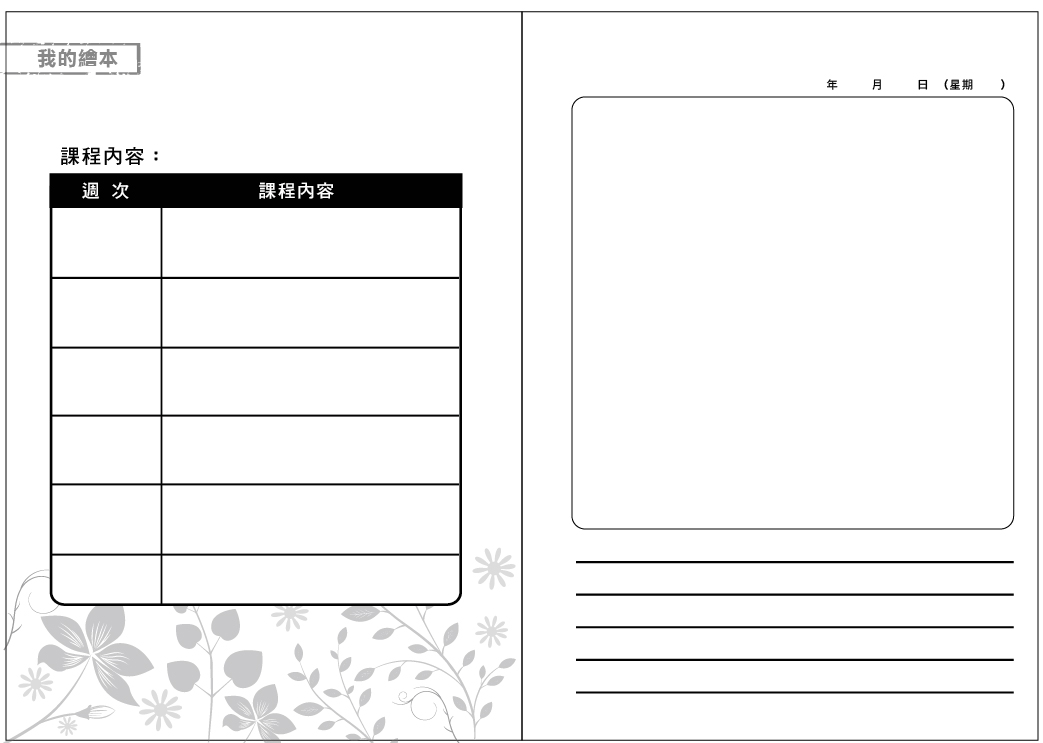 我的繪本
課程內容：
週 次 課程內容
年 月 日 (星期 )